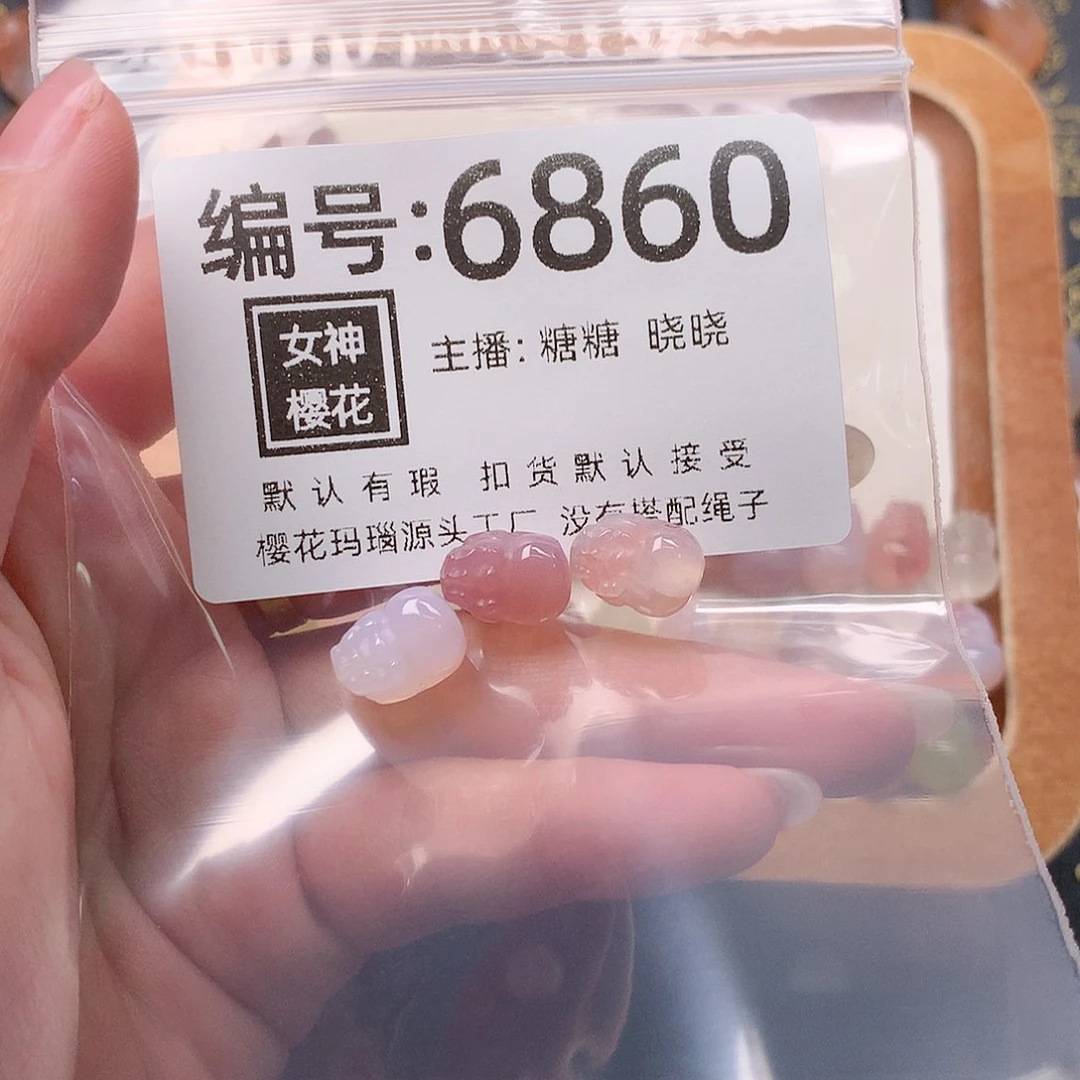 编号:6860
女神
樱花
主播: 糖糖 晓晓
默认有瑕 扣货默认接受
樱花玛瑙源头工厂 没有搭配绳子